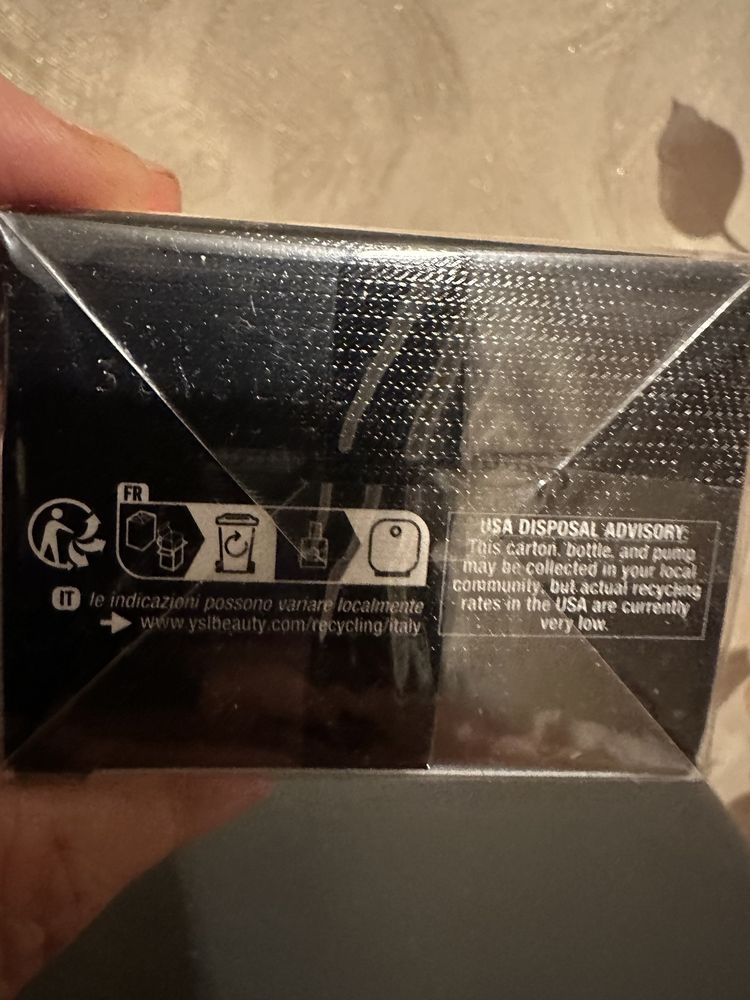 FR
IT le indicazioni possono variare localmente
www.yslbeauty.com/recycling/italy
USA DISPOSAL ADVISORY:
This carton, bottle, and pump
may be collected in your local
community, but actual recycling
rates in the USA are currently
very low.